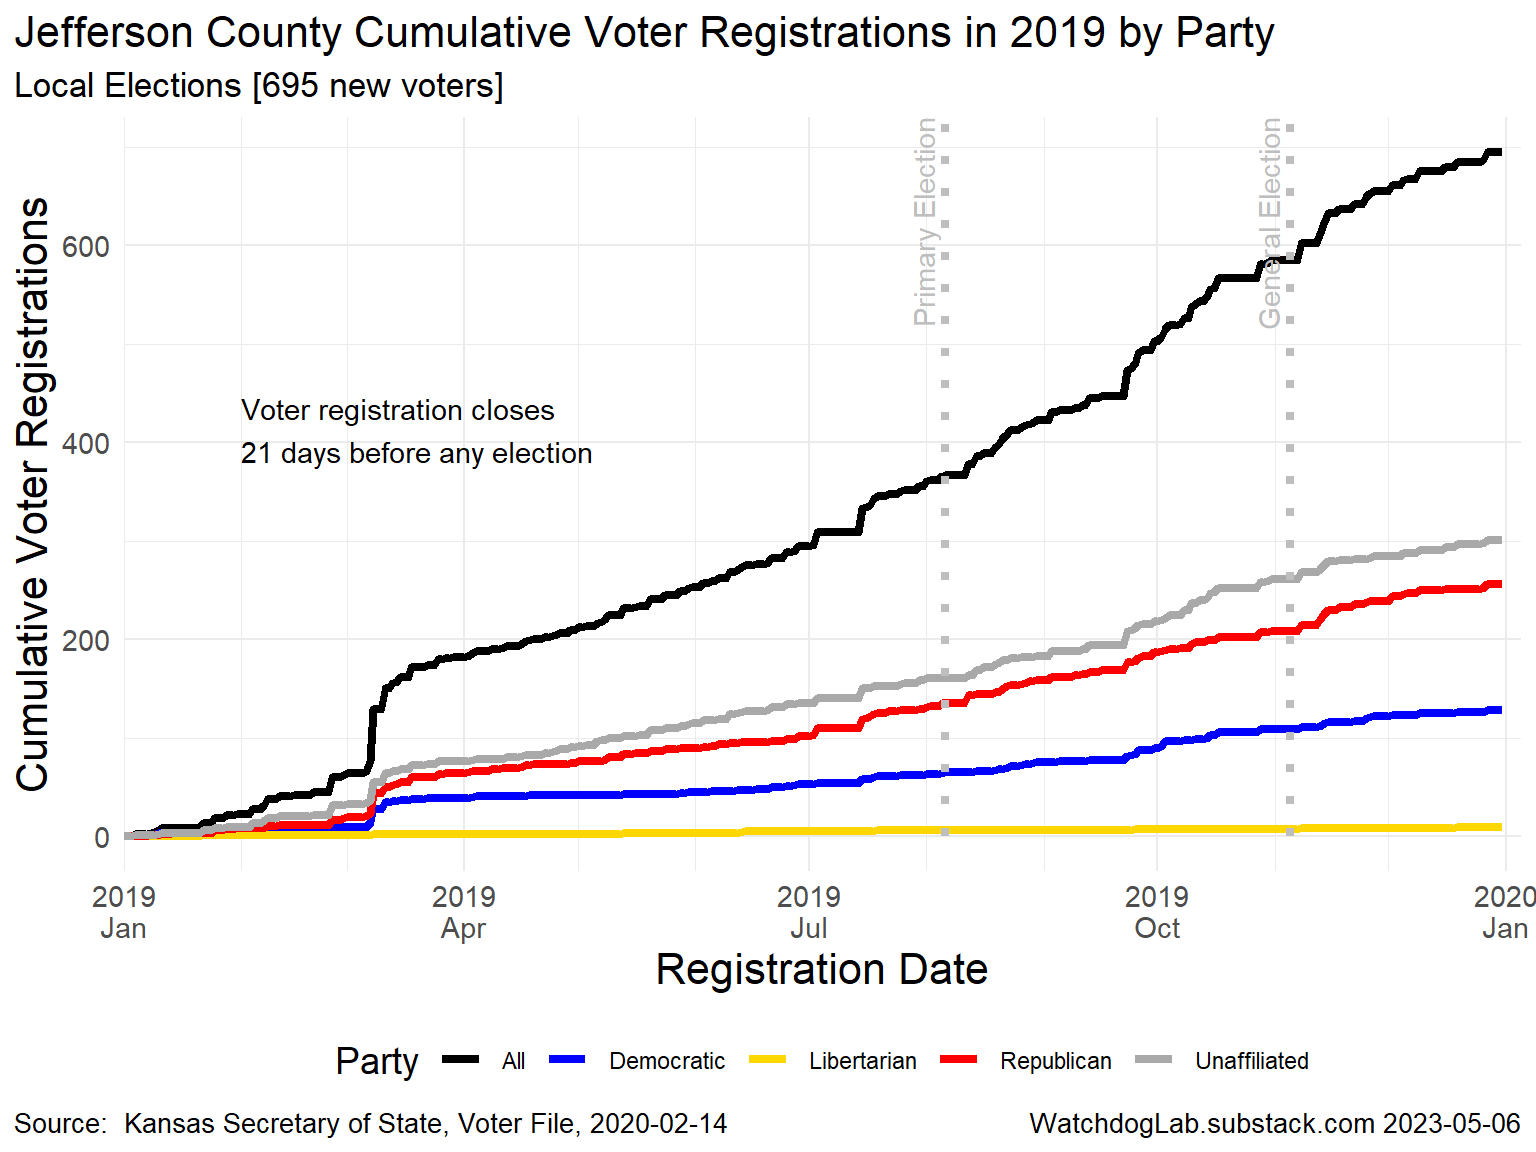 Jefferson County Cumulative Voter Registrations in 2019 by Party
Local Elections [695 new voters]
Cumulative Voter Registrations
600
400
200
0
Primary Election
General Election
Voter registration closes
21 days before any election
2019 2019 2019 2019 2020
Jan Apr Jul Oct Jan
Registration Date
Party All Democratic Libertarian Republican Unaffiliated
Source:  Kansas Secretary of State, Voter File, 2020-02-14 WatchdogLab.substack.com 2023-05-06